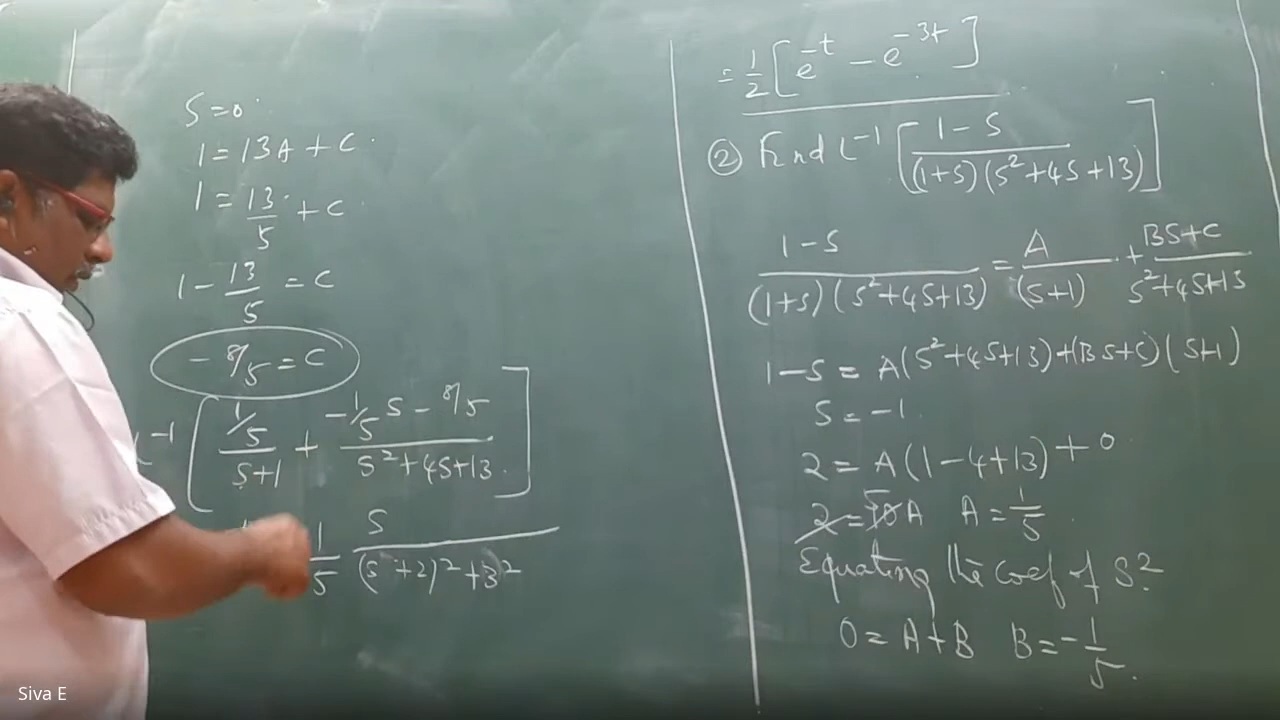 S = 0
1 = 13A + C
1 = 13/5 + C
1 - 13/5 = C
- 8/5 = C
L⁻¹ [ (1/5)/(S+1) + (-1/5 S - 8/5)/(S²+4S+13) ]
1/5 S/((S+2)²+3²)
= 1/2 [e^-t - e^-3t]
② Find L⁻¹ [ (1-S)/((1+S)(S²+4S+13)) ]
(1-S)/((1+S)(S²+4S+13)) = A/(S+1) + (BS+C)/(S²+4S+13)
1-S = A(S²+4S+13)+(BS+C)(S+1)
S = -1
2 = A(1-4+13)+0
2 = 10A A = 1/5
Equating the coef of S²
0 = A+B B = -1/5
Siva E